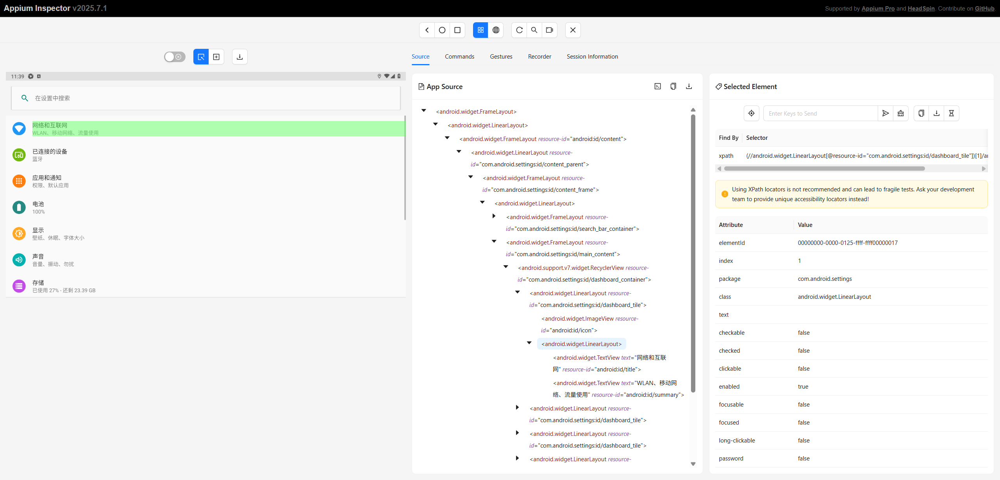 Appium Inspector v2025.7.1
Supported by Appium Pro and HeadSpin. Contribute on GitHub.
Source
Commands
Gestures
Recorder
Session Information
11:39
在设置中搜索
网络和互联网
WLAN、移动网络、流量使用
已连接的设备
蓝牙
应用和通知
权限、默认应用
电池
100%
显示
壁纸、休眠、字体大小
声音
音量、振动、勿扰
存储
已使用 27% - 还剩 23.39 GB
App Source
<android.widget.FrameLayout>
<android.widget.LinearLayout>
<android.widget.FrameLayout resource-id="android:id/content">
<android.widget.LinearLayout resource-
id="com.android.settings:id/content_parent">
<android.widget.FrameLayout resource-
id="com.android.settings:id/content_frame">
<android.widget.LinearLayout>
<android.widget.FrameLayout resource-
id="com.android.settings:id/search_bar_container">
<android.widget.FrameLayout resource-
id="com.android.settings:id/main_content">
<android.support.v7.widget.RecyclerView resource-
id="com.android.settings:id/dashboard_container">
<android.widget.LinearLayout resource-
id="com.android.settings:id/dashboard_tile">
<android.widget.ImageView resource-
id="android:id/icon">
<android.widget.LinearLayout>
<android.widget.TextView text="网络和互联
网" resource-id="android:id/title">
<android.widget.TextView text="WLAN、移动网
络、流量使用" resource-id="android:id/summary">
<android.widget.LinearLayout resource-
id="com.android.settings:id/dashboard_tile">
<android.widget.LinearLayout resource-
id="com.android.settings:id/dashboard_tile">
<android.widget.LinearLayout resource-
Selected Element
Enter Keys to Send
Find By Selector
xpath (//android.widget.LinearLayout[@resource-id="com.android.settings:id/dashboard_tile"])[1]/ar
Using XPath locators is not recommended and can lead to fragile tests. Ask your development
team to provide unique accessibility locators instead!
Attribute Value
elementId 00000000-0000-0125-ffff-ffff00000017
index 1
package com.android.settings
class android.widget.LinearLayout
text
checkable false
checked false
clickable false
enabled true
focusable false
focused false
long-clickable false
password false